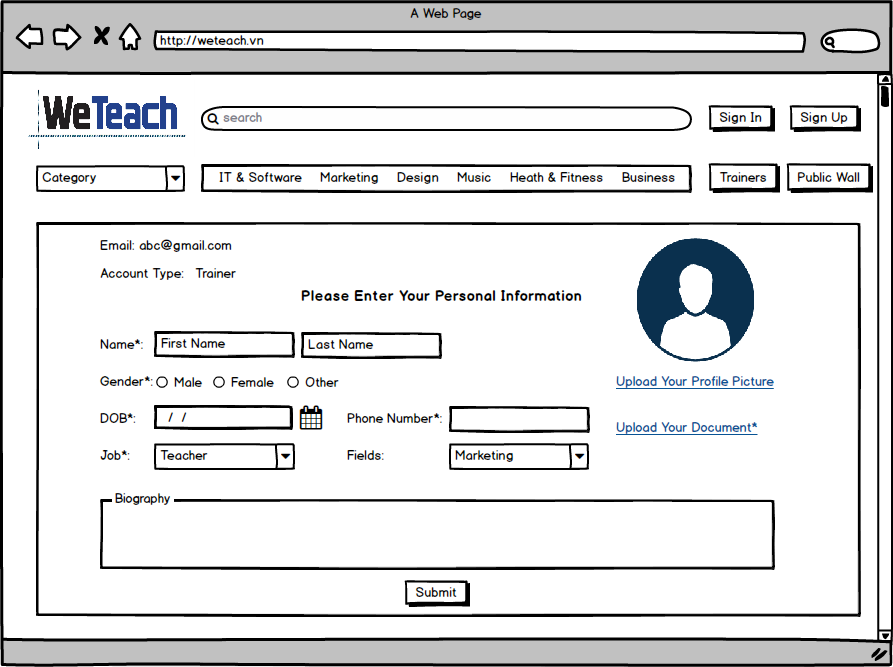 A Web Page
http://weteach.vn
WeTeach
search
Sign In
Sign Up
Category
IT & Software Marketing Design Music Heath & Fitness Business
Trainers
Public Wall
Email: abc@gmail.com
Account Type: Trainer
Please Enter Your Personal Information
Name*: First Name Last Name
Gender*: Male Female Other
Upload Your Profile Picture
DOB*: / / Phone Number*:
Upload Your Document*
Job*: Teacher Fields: Marketing
Biography
Submit